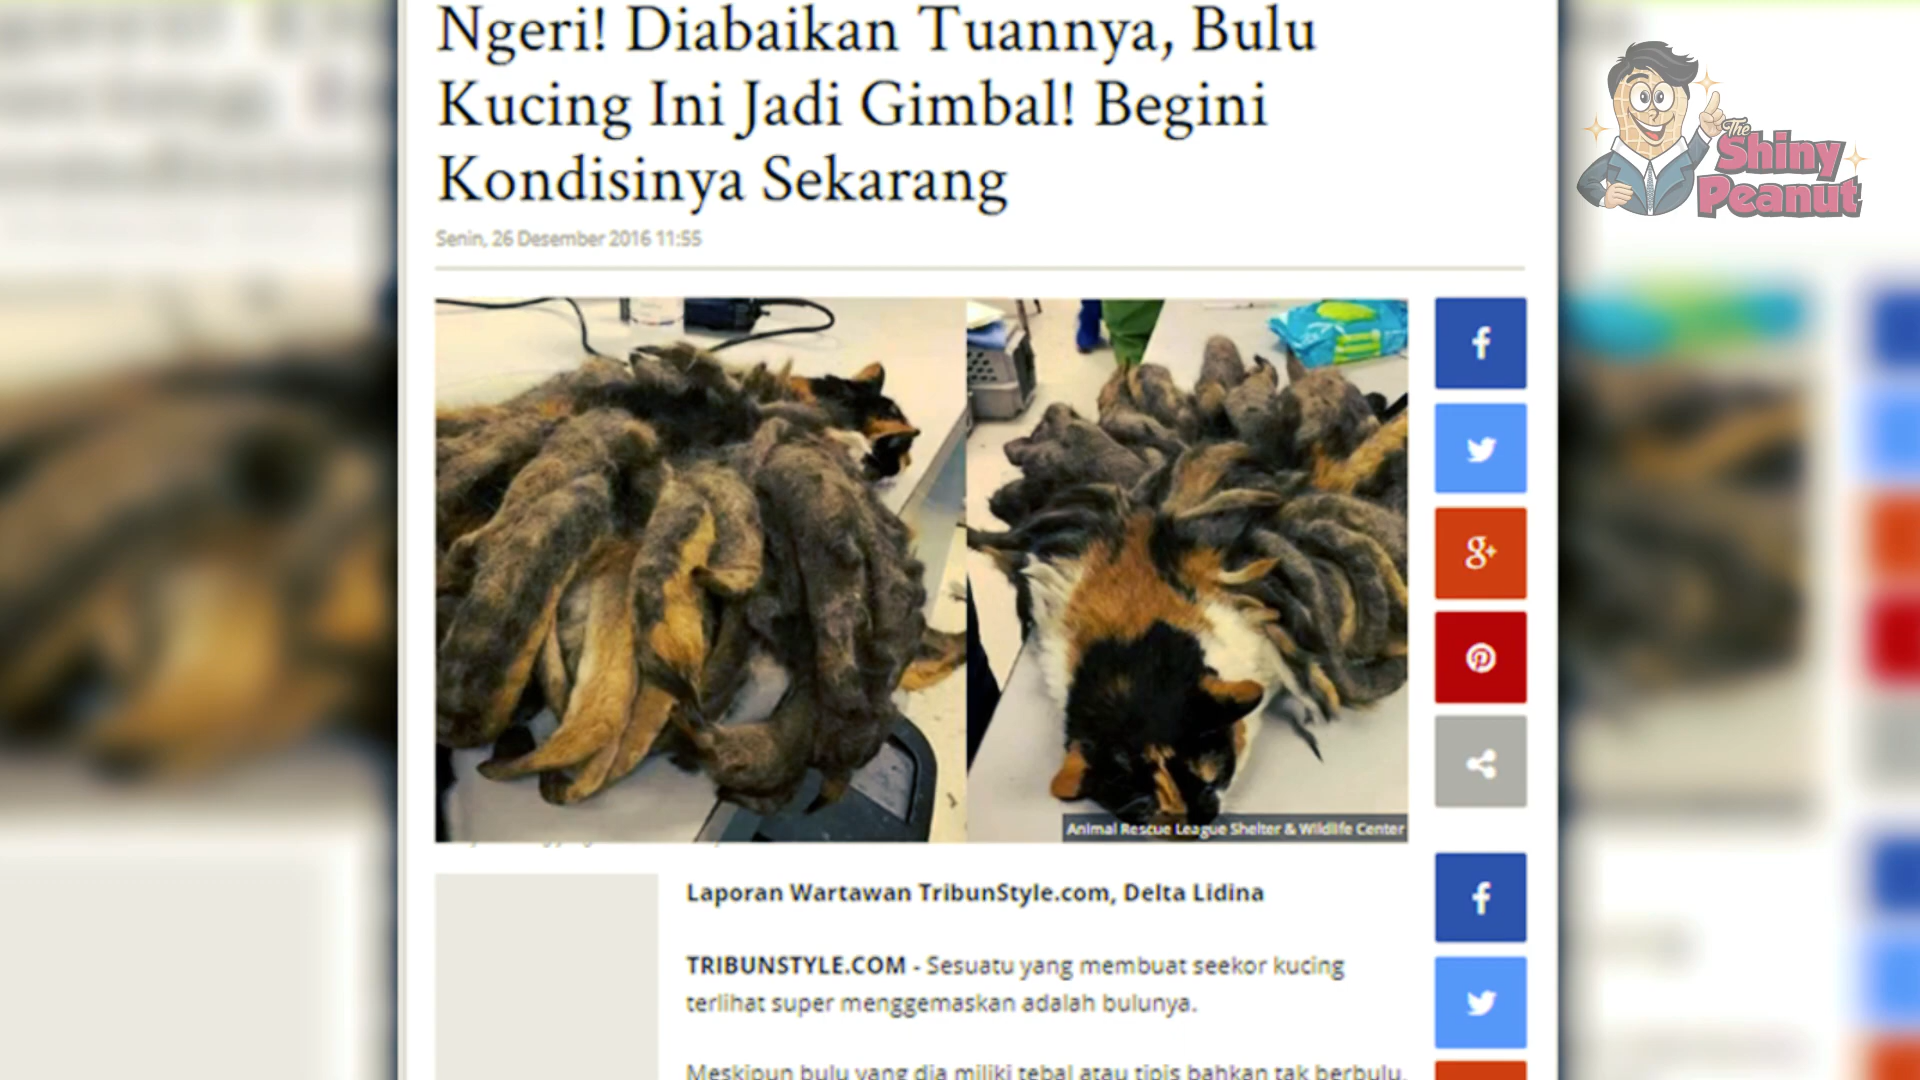 Ngeri! Diabaikan Tuannya, Bulu
Kucing Ini Jadi Gimbal! Begini
Kondisinya Sekarang
Senin, 26 Desember 2016 11:55
The
Shiny
Peanut
Animal Rescue League Shelter & Wildlife Center
Laporan Wartawan TribunStyle.com, Delta Lidina
TRIBUNSTYLE.COM - Sesuatu yang membuat seekor kucing
terlihat super menggemaskan adalah bulunya.
Meskipun bulu yang dia miliki tebal atau tipis bahkan tak berbulu,